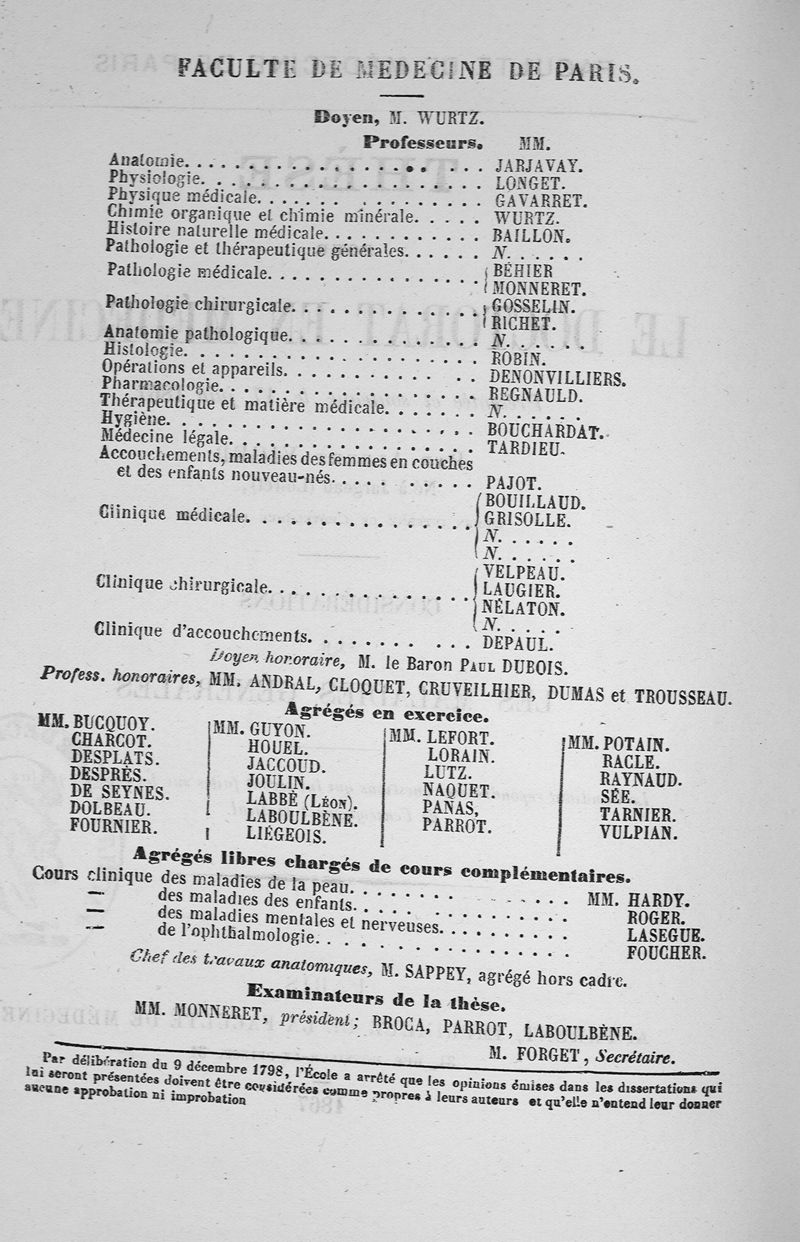 FACULTE DE MEDECINE DE PARIS.
Doyen, M. WURTZ.
Professeurs. MM.
Anatomie. . . . . . . . . . . . . . . . . . . . JARJAVAY.
Physiologie. . . . . . . . . . . . . . . . . . . LONGET.
Physique médicale. . . . . . . . . . . . . . . GAVARRET.
Chimie organique et chimie minérale. . . . . WURTZ.
Histoire naturelle médicale. . . . . . . . . . . BAILLON.
Pathologie et thérapeutique générales. . . . . . N. . . . . .
Pathologie médicale. . . . . . . . . . . . . . BÉHIER
MONNERET.
Pathologie chirurgicale. . . . . . . . . . . . . GOSSELIN.
RICHET.
Anatomie pathologique. . . . . . . . . . . . . N. . . . . .
Histologie. . . . . . . . . . . . . . . . . . . ROBIN.
Opérations et appareils. . . . . . . . . . . . DENONVILLIERS.
Pharmacologie. . . . . . . . . . . . . . . . . REGNAULD.
Thérapeutique et matière médicale. . . . . . . N. . . . . .
Hygiène. . . . . . . . . . . . . . . . . . . . BOUCHARDAT.
Médecine légale. . . . . . . . . . . . . . . . TARDIEU.
Accouchements, maladies des femmes en couches
et des enfants nouveau-nés. . . . . . . . . . PAJOT.
Clinique médicale. . . . . . . . . . . . . . . BOUILLAUD.
GRISOLLE.
N. . . . . .
N. . . . . .
Clinique chirurgicale. . . . . . . . . . . . . . VELPEAU.
LAUGIER.
NÉLATON.
N. . . . .
Clinique d'accouchements. . . . . . . . . . . DEPAUL.
Doyen honoraire, M. le Baron PAUL DUBOIS.
Profess. honoraires, MM. ANDRAL, CLOQUET, CRUVEILHIER, DUMAS et TROUSSEAU.
Agrégés en exercice.
MM. BUCQUOY.
CHARCOT.
DESPLATS.
DESPRÈS.
DE SEYNES.
DOLBEAU.
FOURNIER.
MM. GUYON.
HOUEL.
JACCOUD.
JOULIN.
LABBÉ (LÉON).
LABOULBÈNE.
LIÉGEOIS.
MM. LEFORT.
LORAIN.
LUTZ.
NAQUET.
PANAS,
PARROT.
MM. POTAIN.
RACLE.
RAYNAUD.
SÉE.
TARNIER.
VULPIAN.
Agrégés libres chargés de cours complémentaires.
Cours clinique des maladies de la peau. . . . . . . . . . . . MM. HARDY.
— des maladies des enfants. . . . . . . . . . . . . ROGER.
— des maladies mentales et nerveuses. . . . . . . . . . LASEGUE.
— de l'ophthalmologie. . . . . . . . . . . . . . . FOUCHER.
Chef des travaux anatomiques, M. SAPPEY, agrégé hors cadre.
Examinateurs de la thèse.
MM. MONNERET, président; BROCA, PARROT, LABOULBÈNE.
M. FORGET, Secrétaire.
Par délibération du 9 décembre 1798, l'École a arrêté que les opinions émises dans les dissertations qui
lui seront présentées doivent être considérées comme propres à leurs auteurs et qu'elle n'entend leur donner
aucune approbation ni improbation